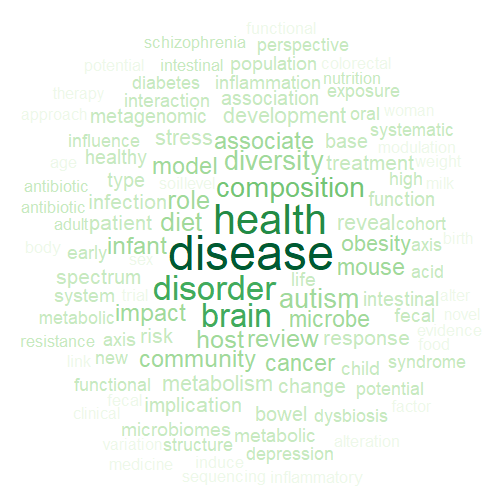 functional
schizophrenia perspective
potential intestinal population colorectal
diabetes inflammation nutrition
therapy interaction association exposure
approach metagenomic development oral woman
influence stress associate base systematic
modulation
healthy model diversity treatment weight
age type composition high
antibiotic soillevel milk
infection role function
antibiotic health
adult patient diet reveal cohort
infant disease obesity axis birth
body early sex
spectrum disorder life mouse acid
system trial autism intestinal alter
metabolic impact brain microbe fecal novel
evidence
resistance axis risk host review response food
link new community cancer child syndrome
functional metabolism change potential
fecal implication factor
clinical bowel dysbiosis
microbiomes metabolic
variation structure alteration
depression
medicine induce
sequencing inflammatory